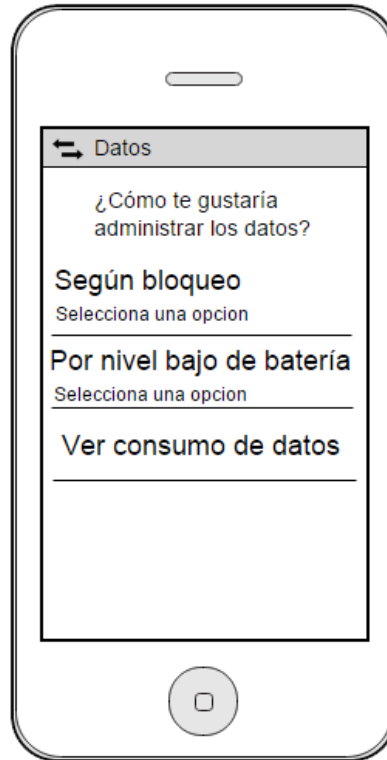 Datos
¿Cómo te gustaría
administrar los datos?
Según bloqueo
Selecciona una opcion
Por nivel bajo de batería
Selecciona una opcion
Ver consumo de datos